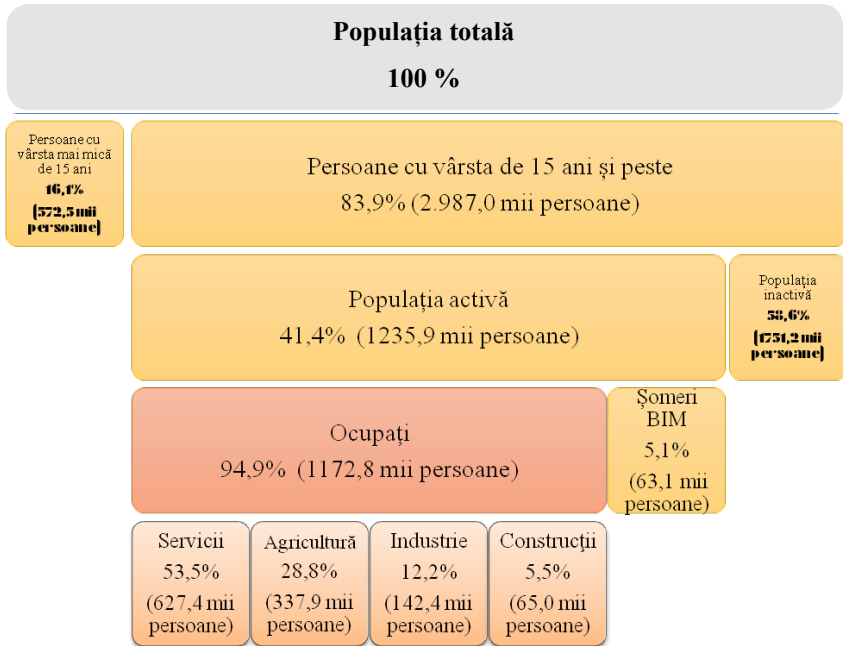 Populația totală
100 %
Persoane cu
vârsta mai mică
de 15 ani
16,1%
(572,5 mii
persoane)
Persoane cu vârsta de 15 ani și peste
83,9% (2.987,0 mii persoane)
Populația activă
41,4% (1235,9 mii persoane)
Populația
inactivă
58,6%
(1751,2 mii
persoane)
Ocupați
94,9% (1172,8 mii persoane)
Șomeri
BIM
5,1%
(63,1 mii
persoane)
Servicii
53,5%
(627,4 mii
persoane)
Agricultură
28,8%
(337,9 mii
persoane)
Industrie
12,2%
(142,4 mii
persoane)
Construcţii
5,5%
(65,0 mii
persoane)